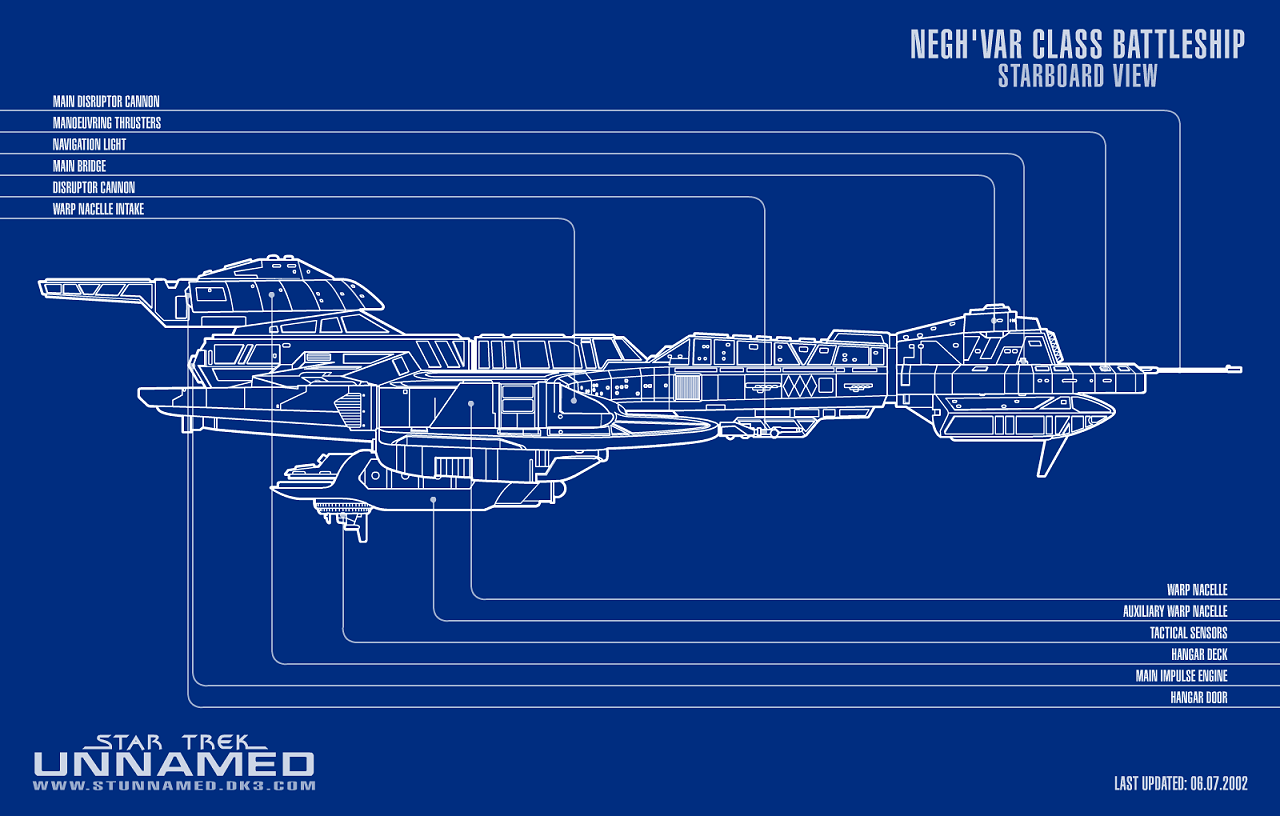 NEGH'VAR CLASS BATTLESHIP
STARBOARD VIEW
MAIN DISRUPTOR CANNON
MANOEUVRING THRUSTERS
NAVIGATION LIGHT
MAIN BRIDGE
DISRUPTOR CANNON
WARP NACELLE INTAKE
WARP NACELLE
AUXILIARY WARP NACELLE
TACTICAL SENSORS
HANGAR DECK
MAIN IMPULSE ENGINE
HANGAR DOOR
STAR TREK
UNNAMED
WWW.STUNNAMED.DK3.COM
LAST UPDATED: 06.07.2002